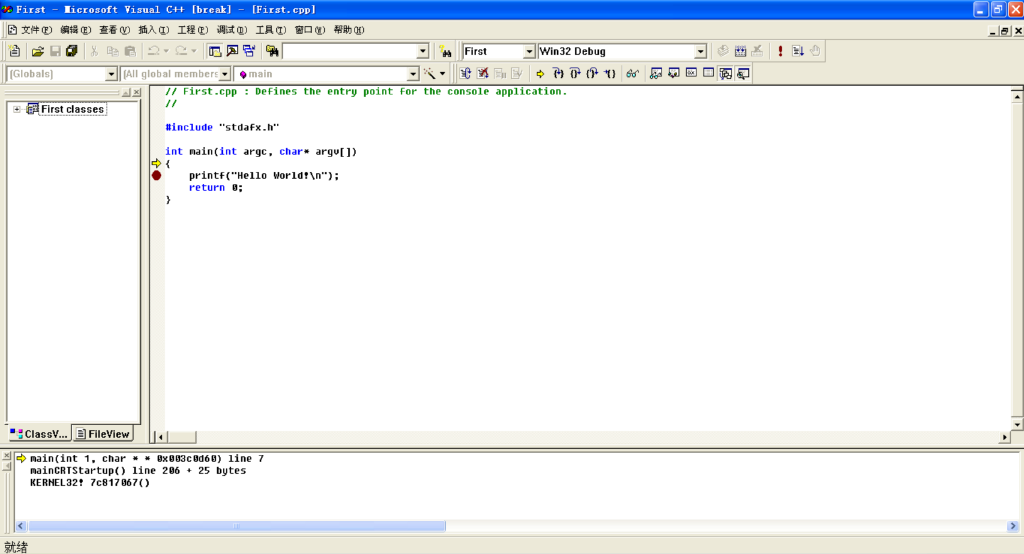 First - Microsoft Visual C++ [break] - [First.cpp]
文件(F) 编辑(E) 查看(V) 插入(I) 工程(P) 调试(D) 工具(T) 窗口(W) 帮助(H)
First Win32 Debug
(Globals) (All global members main
First classes
// First.cpp : Defines the entry point for the console application.
//
#include "stdafx.h"
int main(int argc, char* argv[])
{
printf("Hello World!\n");
return 0;
}
ClassV... FileView
main(int 1, char * * 0x003c0d60) line 7
mainCRTStartup() line 206 + 25 bytes
KERNEL32! 7c817067()
就绪